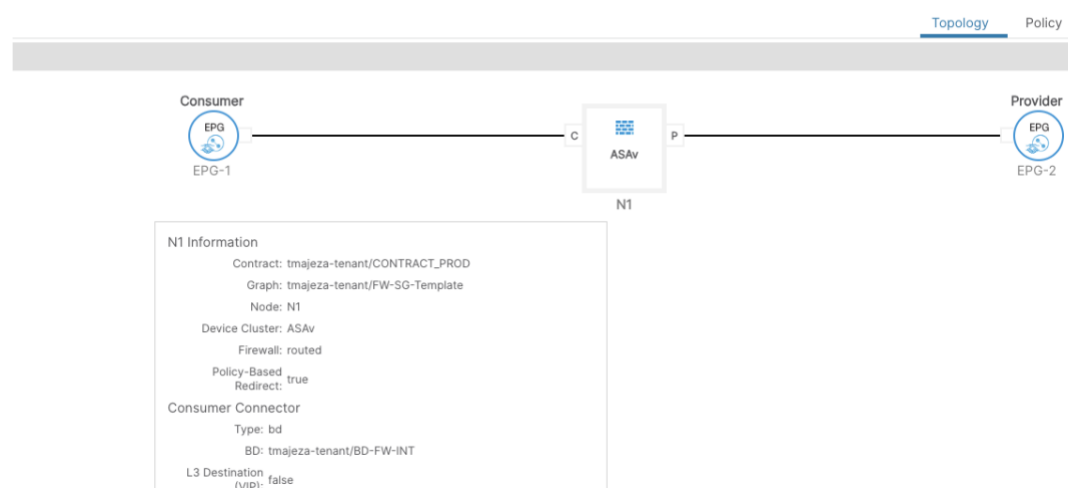 Topology Policy
Consumer Provider
EPG EPG
C P
ASAv
EPG-1 EPG-2
N1
N1 Information
Contract: tmajeza-tenant/CONTRACT_PROD
Graph: tmajeza-tenant/FW-SG-Template
Node: N1
Device Cluster: ASAv
Firewall: routed
Policy-Based
Redirect: true
Consumer Connector
Type: bd
BD: tmajeza-tenant/BD-FW-INT
L3 Destination
(VIP): false